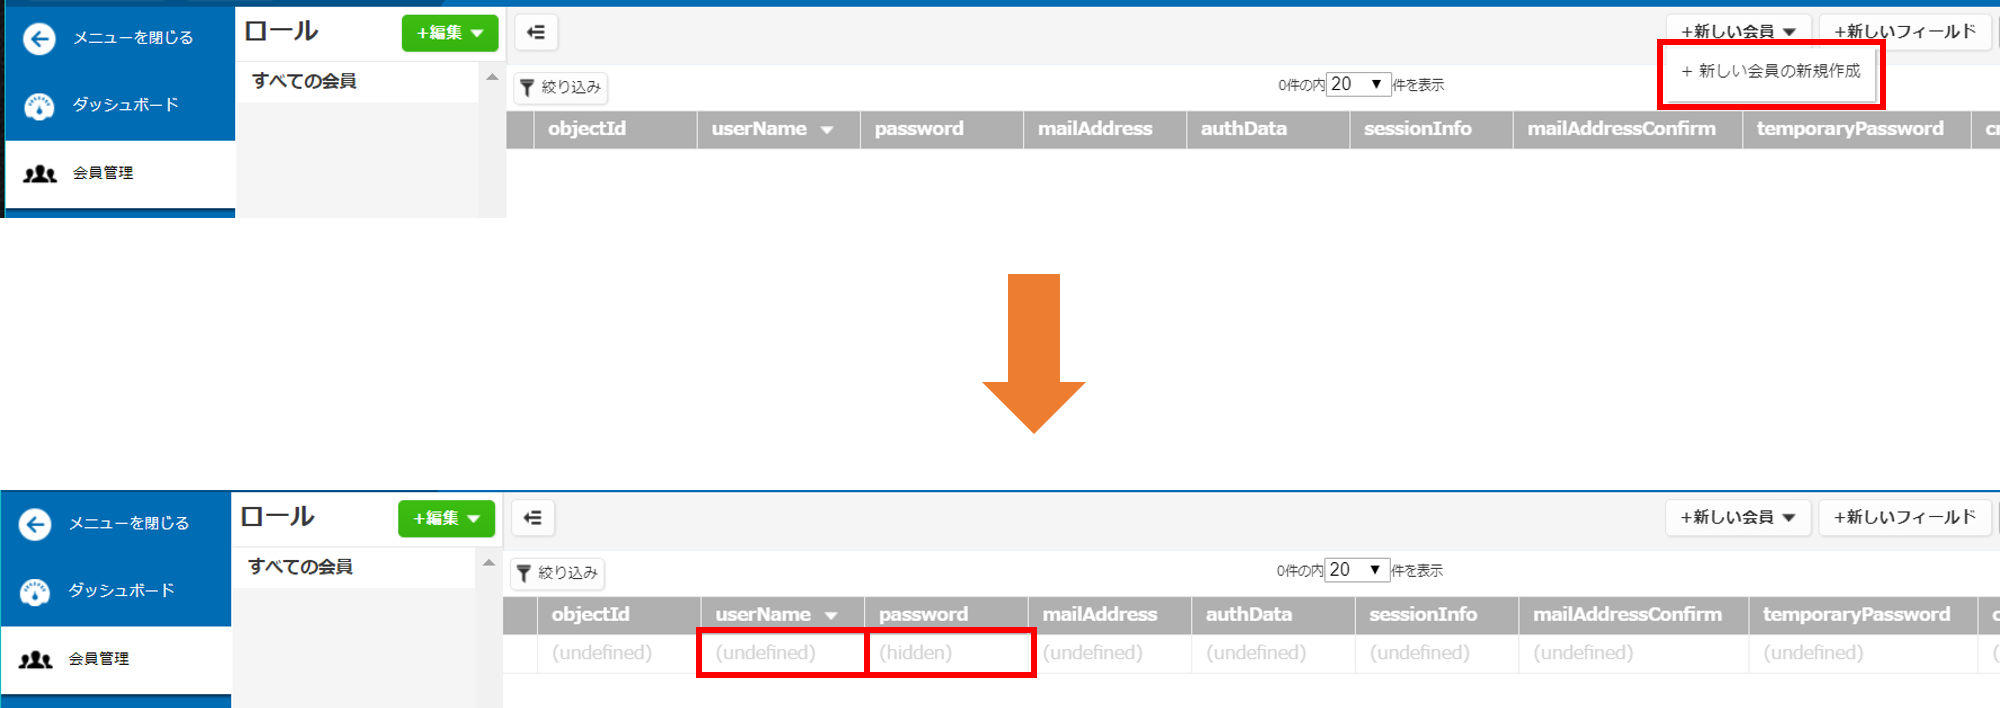 メニューを閉じる
ロール
+編集
+新しい会員
+新しいフィールド
+ 新しい会員の新規作成
すべての会員
絞り込み
0件の内 20 件を表示
ダッシュボード
objectId userName password mailAddress authData sessionInfo mailAddressConfirm temporaryPassword
会員管理
メニューを閉じる
ロール
+編集
+新しい会員
+新しいフィールド
すべての会員
絞り込み
0件の内 20 件を表示
ダッシュボード
objectId userName password mailAddress authData sessionInfo mailAddressConfirm temporaryPassword
(undefined) (undefined) (hidden) (undefined) (undefined) (undefined) (undefined) (undefined)
会員管理